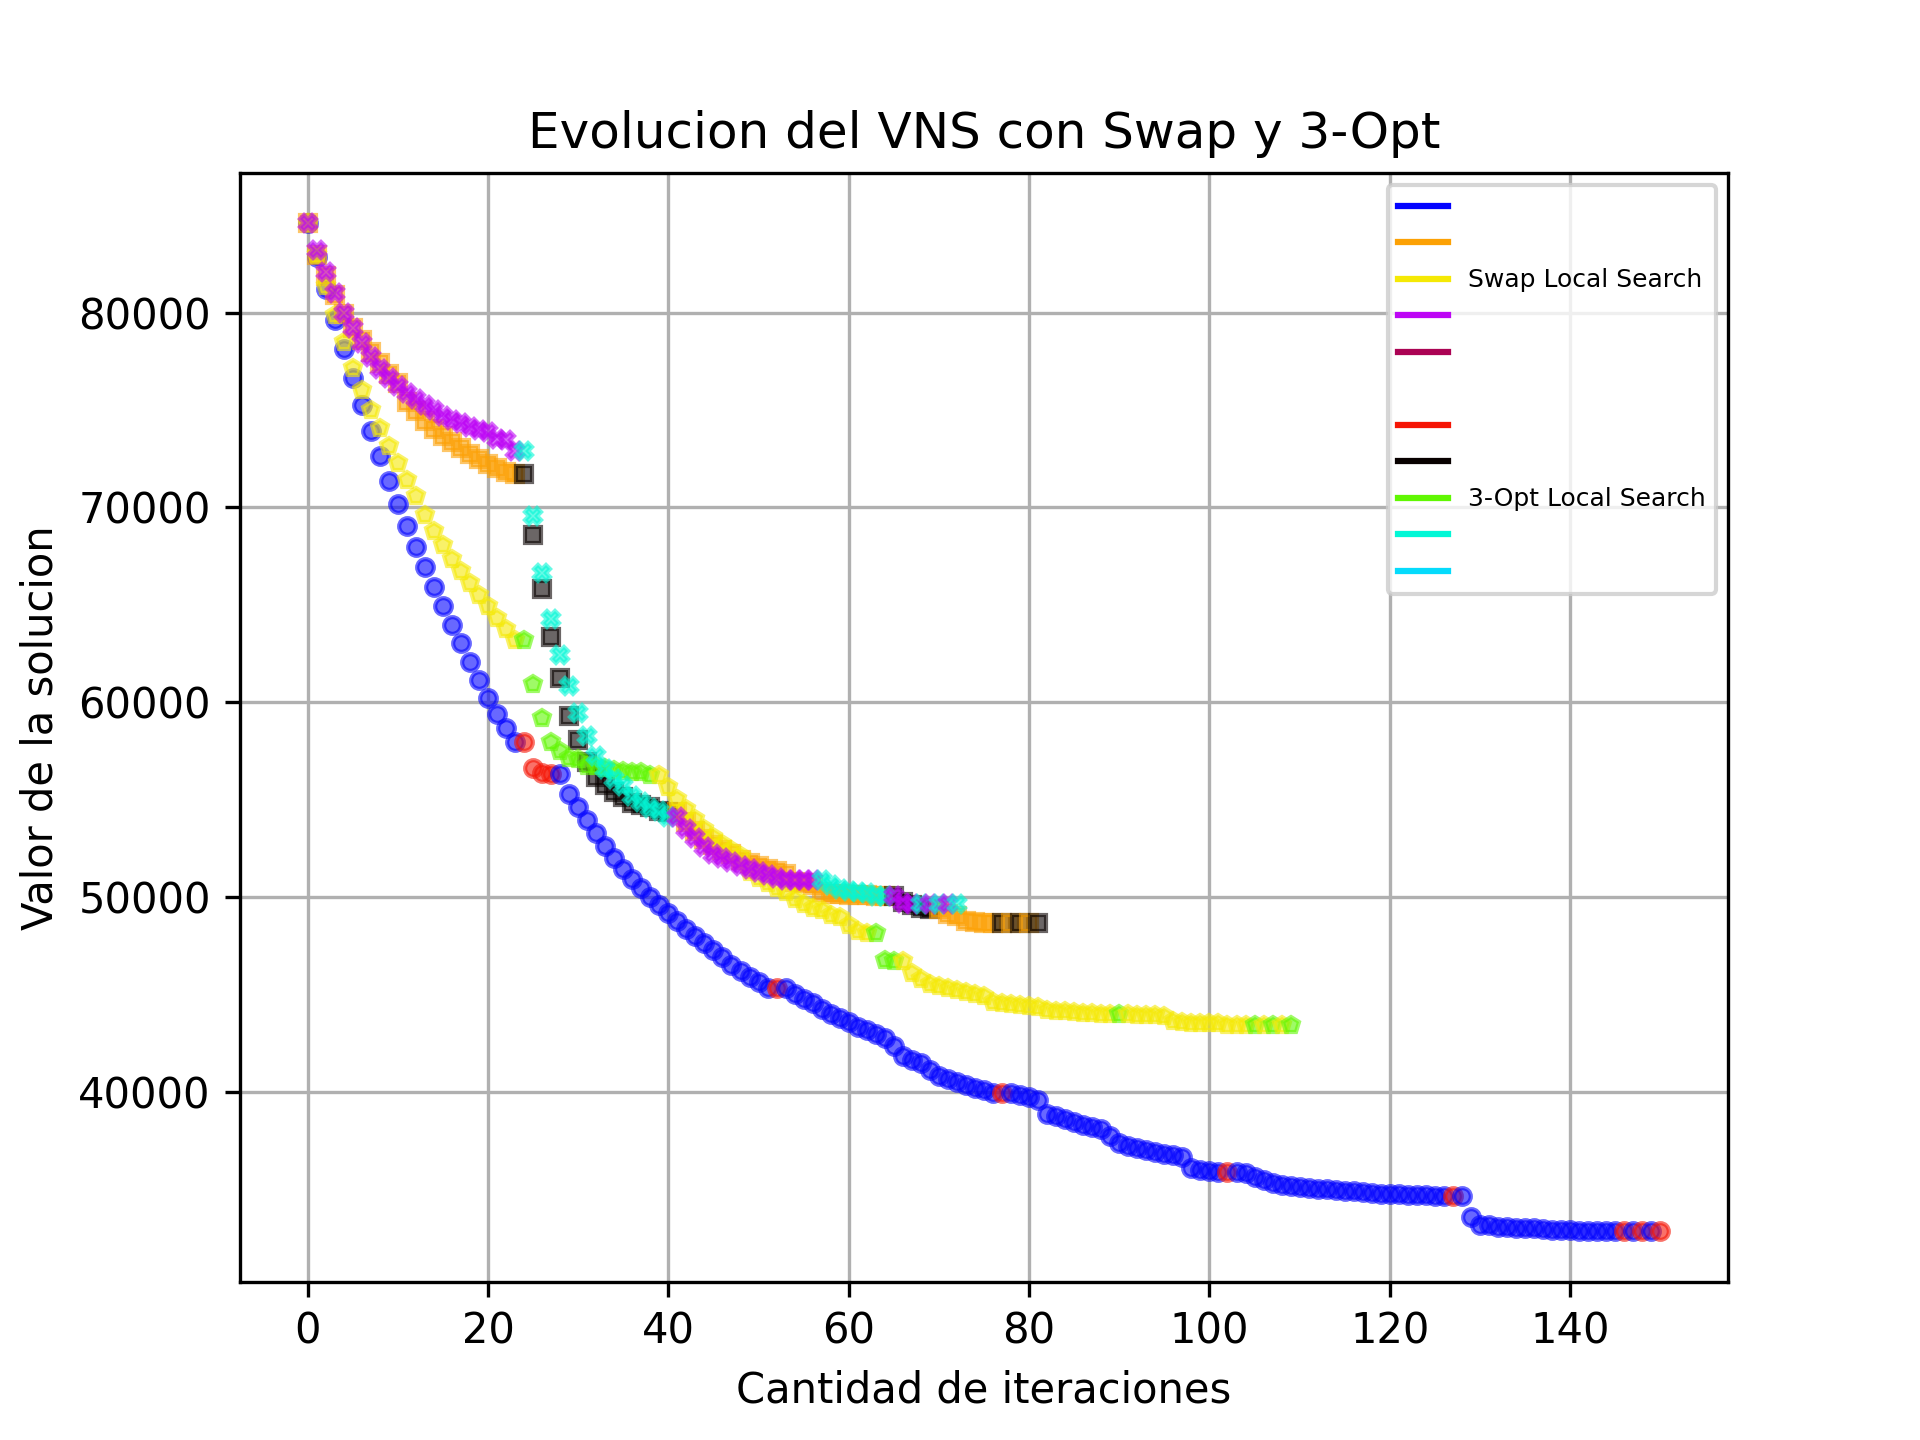 Evolucion del VNS con Swap y 3-Opt
Valor de la solucion
80000
70000
60000
50000
40000
Swap Local Search
3-Opt Local Search
0 20 40 60 80 100 120 140
Cantidad de iteraciones